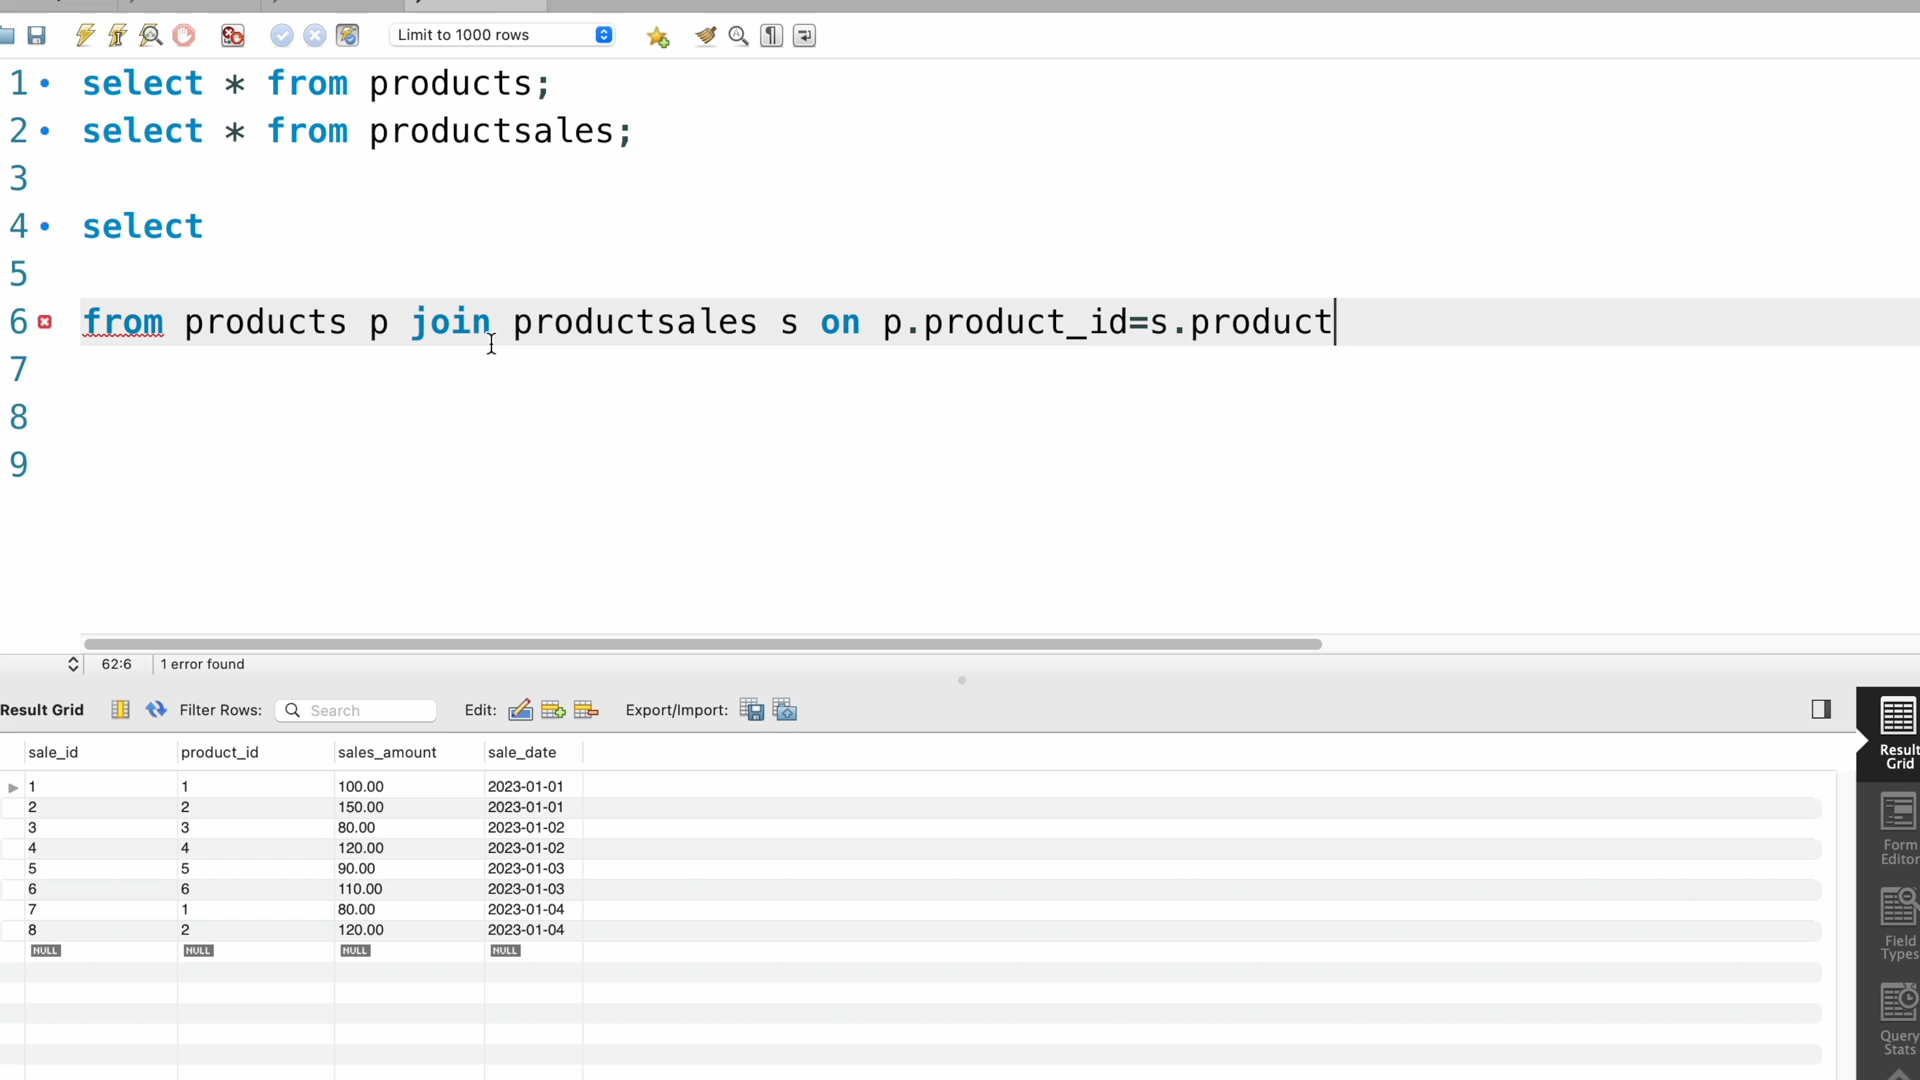 Limit to 1000 rows
1 select * from products;
2 select * from productsales;
3
4 select
5
6 from products p join productsales s on p.product_id=s.product
7
8
9
62:6 1 error found
Result Grid Filter Rows: Search Edit: Export/Import:
sale_id product_id sales_amount sale_date
1 1 100.00 2023-01-01
2 2 150.00 2023-01-01
3 3 80.00 2023-01-02
4 4 120.00 2023-01-02
5 5 90.00 2023-01-03
6 6 110.00 2023-01-03
7 1 80.00 2023-01-04
8 2 120.00 2023-01-04
NULL NULL NULL NULL
Result
Grid
Form
Editor
Field
Types
Query
Stats